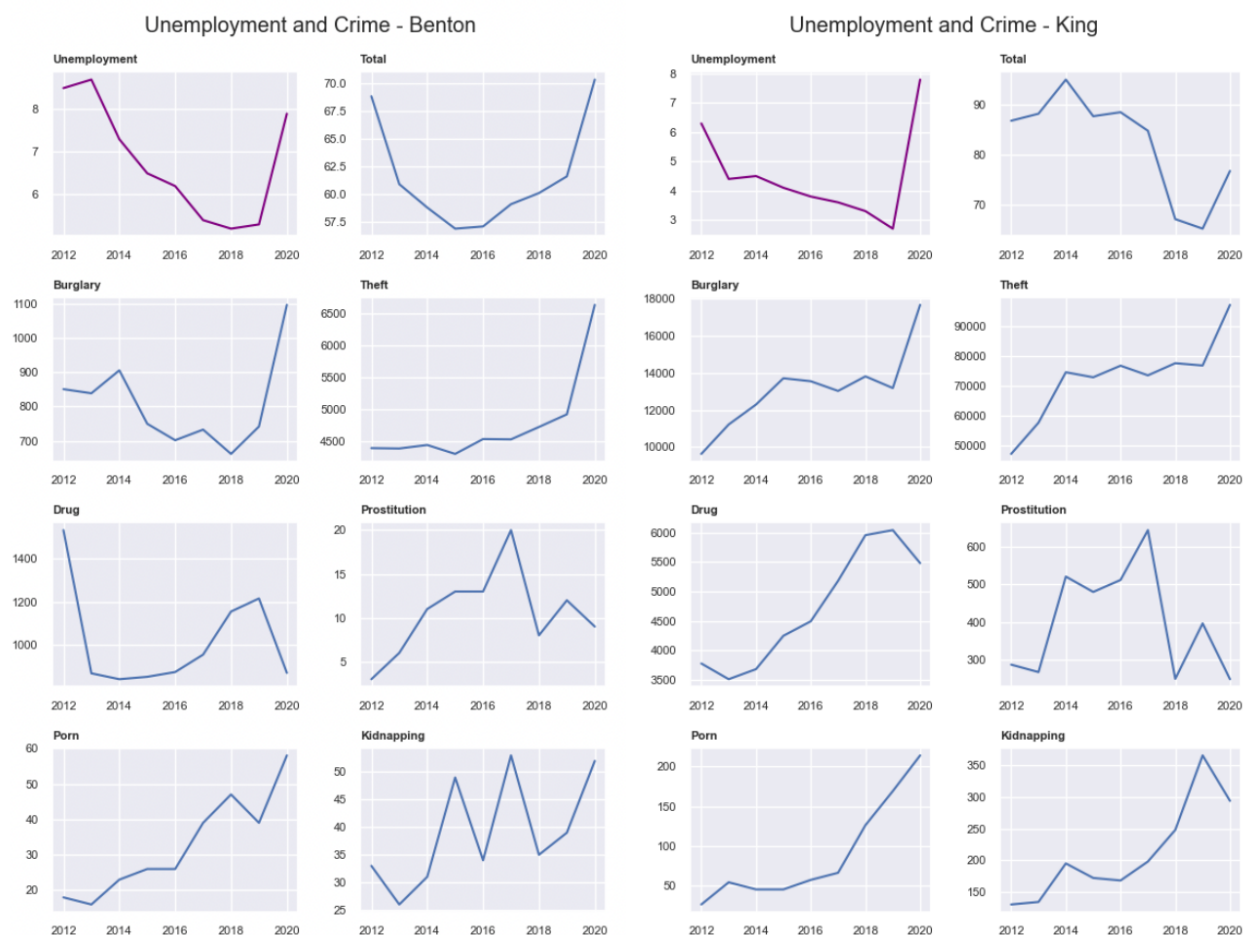 Unemployment and Crime - Benton
Unemployment
8
7
6
2012 2014 2016 2018 2020
Total
70.0
67.5
65.0
62.5
60.0
57.5
2012 2014 2016 2018 2020
Burglary
1100
1000
900
800
700
2012 2014 2016 2018 2020
Theft
6500
6000
5500
5000
4500
2012 2014 2016 2018 2020
Drug
1400
1200
1000
2012 2014 2016 2018 2020
Prostitution
20
15
10
5
2012 2014 2016 2018 2020
Porn
60
50
40
30
20
2012 2014 2016 2018 2020
Kidnapping
50
45
40
35
30
25
2012 2014 2016 2018 2020
Unemployment and Crime - King
Unemployment
8
7
6
5
4
3
2012 2014 2016 2018 2020
Total
90
80
70
2012 2014 2016 2018 2020
Burglary
18000
16000
14000
12000
10000
2012 2014 2016 2018 2020
Theft
90000
80000
70000
60000
50000
2012 2014 2016 2018 2020
Drug
6000
5500
5000
4500
4000
3500
2012 2014 2016 2018 2020
Prostitution
600
500
400
300
2012 2014 2016 2018 2020
Porn
200
150
100
50
2012 2014 2016 2018 2020
Kidnapping
350
300
250
200
150
2012 2014 2016 2018 2020